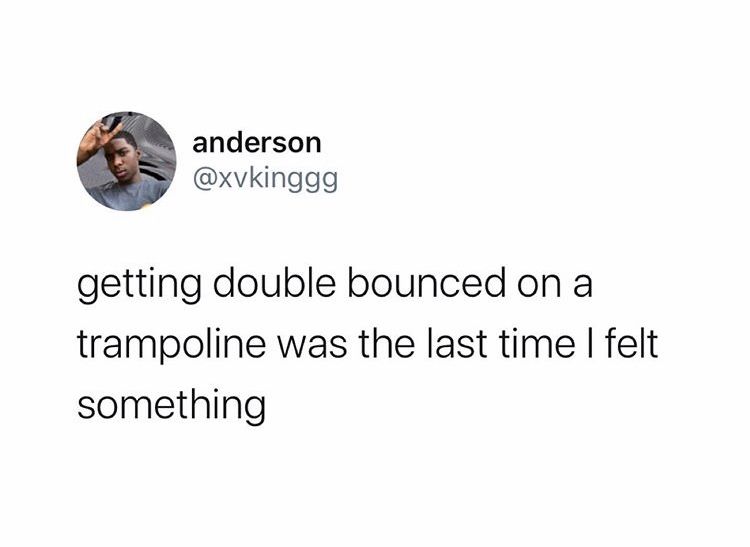 anderson
@xvkinggg
getting double bounced on a
trampoline was the last time I felt
something